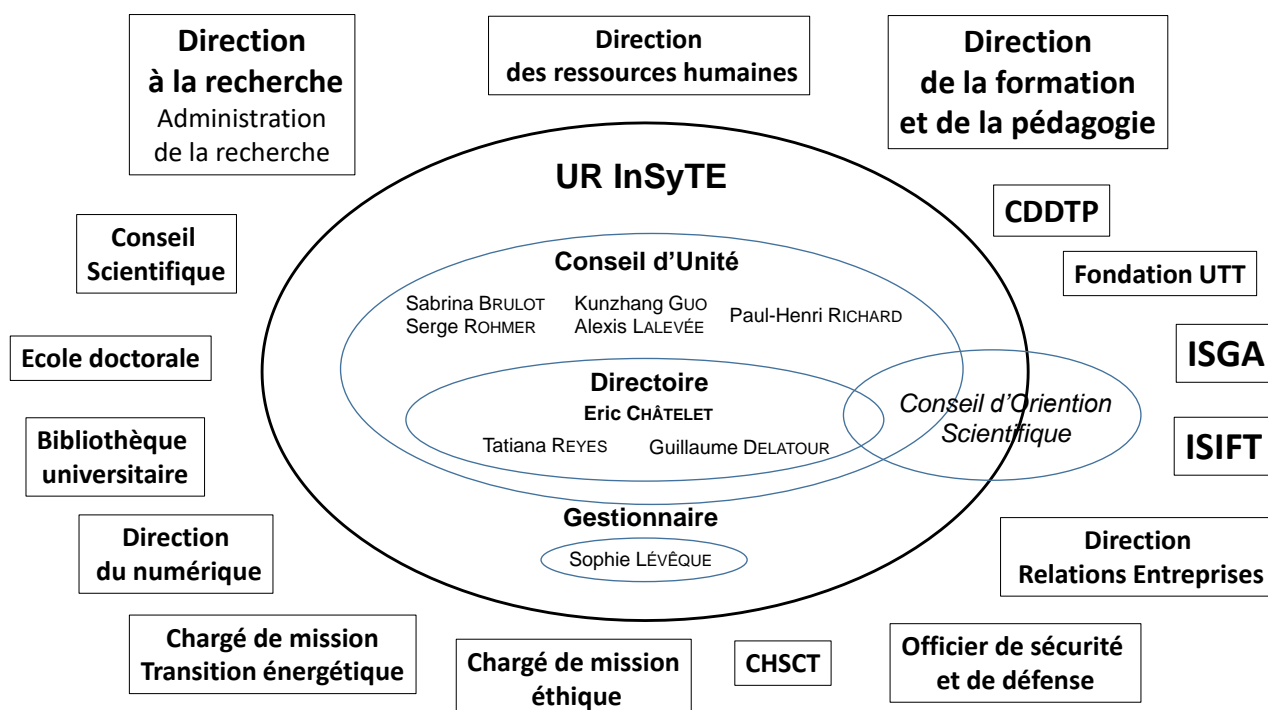 Direction
à la recherche
Administration
de la recherche
Direction
des ressources humaines
Direction
de la formation
et de la pédagogie
UR InSyTE
CDDTP
Conseil
Scientifique
Fondation UTT
Conseil d’Unité
Sabrina BRULOT
Serge ROHMER
Kunzhang GUO
Alexis LALEVÉE
Paul-Henri RICHARD
Ecole doctorale
ISGA
Directoire
Eric CHÂTELET
Tatiana REYES
Guillaume DELATOUR
Conseil d’Oriention
Scientifique
Bibliothèque
universitaire
ISIFT
Gestionnaire
Sophie LÉVÊQUE
Direction
du numérique
Direction
Relations Entreprises
Chargé de mission
Transition énergétique
Chargé de mission
éthique
CHSCT
Officier de sécurité
et de défense